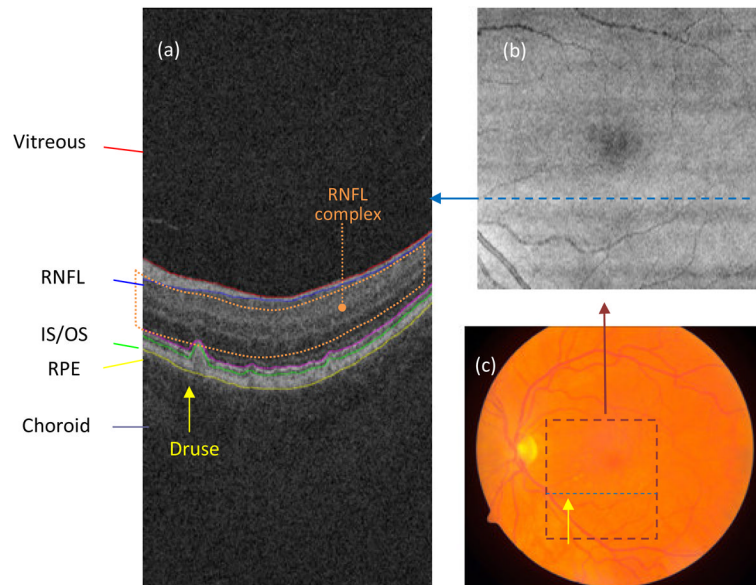 (a)
(b)
Vitreous
RNFL
complex
RNFL
IS/OS
RPE
(c)
Choroid
Druse